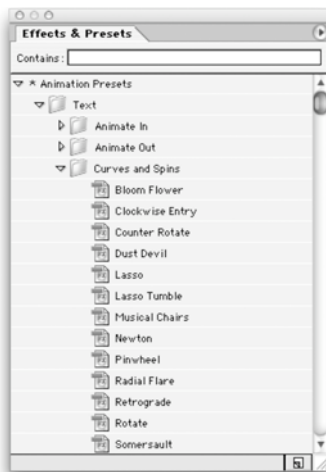 Effects & Presets
Contains:
* Animation Presets
Text
Animate In
Animate Out
Curves and Spins
Bloom Flower
Clockwise Entry
Counter Rotate
Dust Devil
Lasso
Lasso Tumble
Musical Chairs
Newton
Pinwheel
Radial Flare
Retrograde
Rotate
Somersault